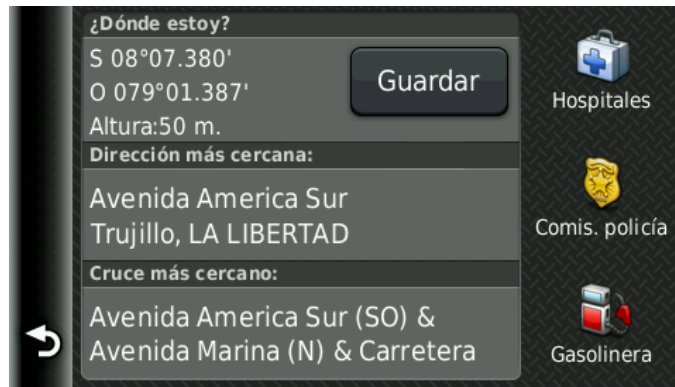 ¿Dónde estoy?
S 08°07.380'
O 079°01.387'
Altura:50 m.
Guardar
Dirección más cercana:
Avenida America Sur
Trujillo, LA LIBERTAD
Cruce más cercano:
Avenida America Sur (SO) &
Avenida Marina (N) & Carretera
Hospitales
Comis. policía
Gasolinera